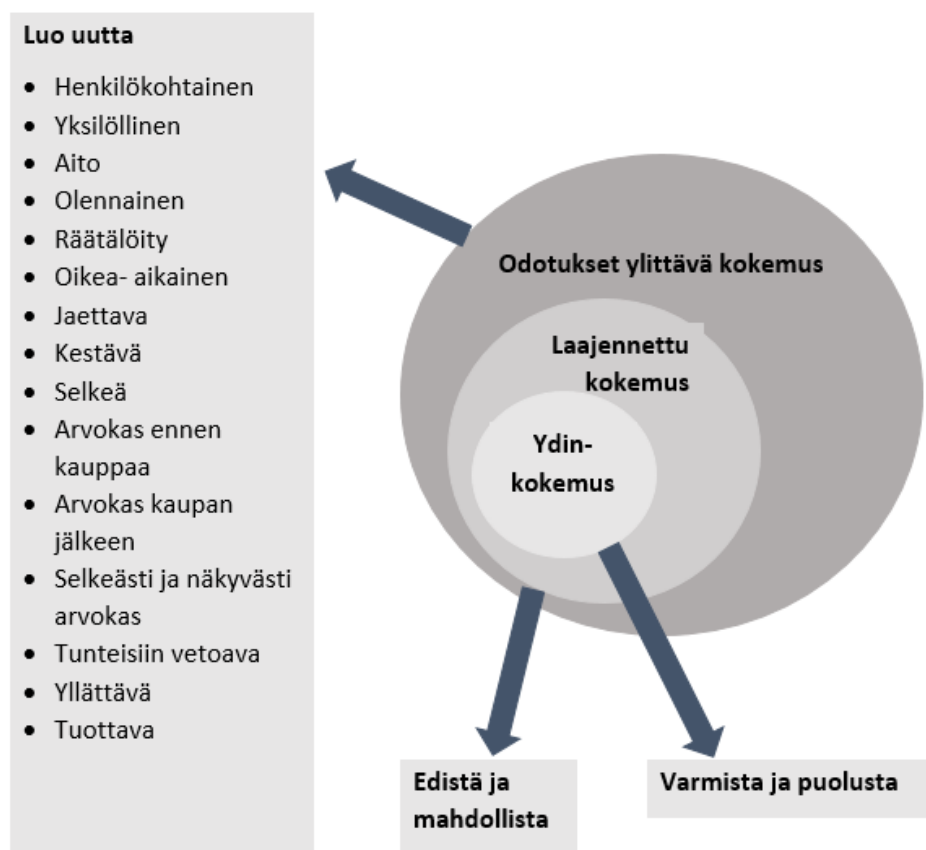 Luo uutta
• Henkilökohtainen
• Yksilöllinen
• Aito
• Olennainen
• Räätälöity
• Oikea- aikainen
• Jaettava
• Kestävä
• Selkeä
• Arvokas ennen
kauppaa
• Arvokas kaupan
jälkeen
• Selkeästi ja näkyvästi
arvokas
• Tunteisiin vetoava
• Yllättävä
• Tuottava
Odotukset ylittävä kokemus
Laajennettu
kokemus
Ydin-
kokemus
Edistä ja
mahdollista
Varmista ja puolusta